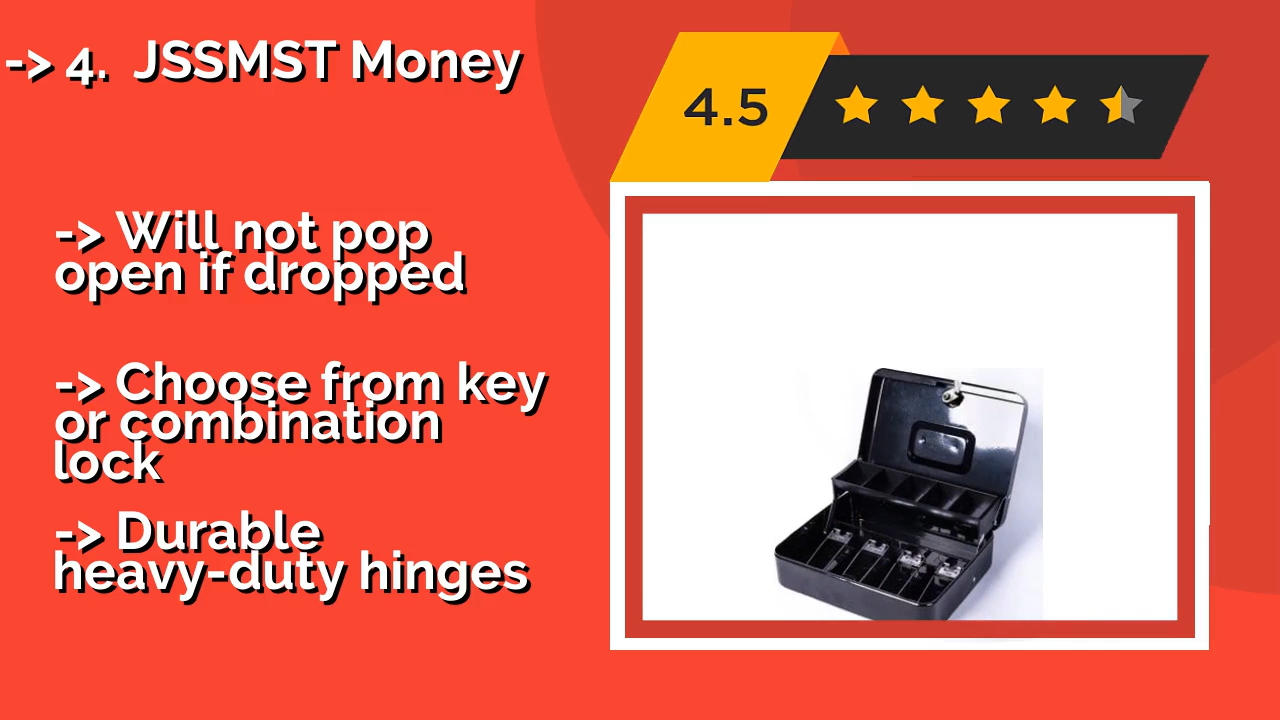 -> 4. JSSMST Money
4.5
-> Will not pop
open if dropped
-> Choose from key
or combination
lock
-> Durable
heavy-duty hinges